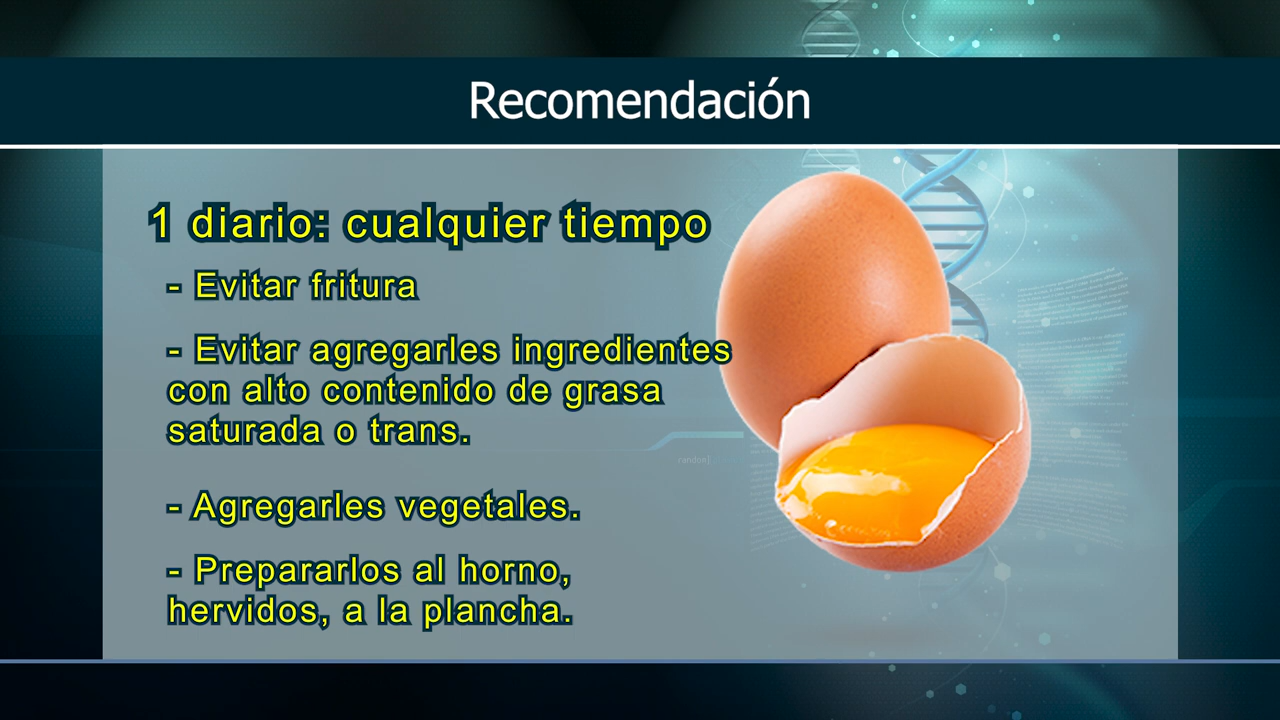 Recomendación
1 diario: cualquier tiempo
- Evitar fritura
- Evitar agregarles ingredientes
con alto contenido de grasa
saturada o trans.
random|
- Agregarles vegetales.
- Prepararlos al horno,
hervidos, a la plancha.